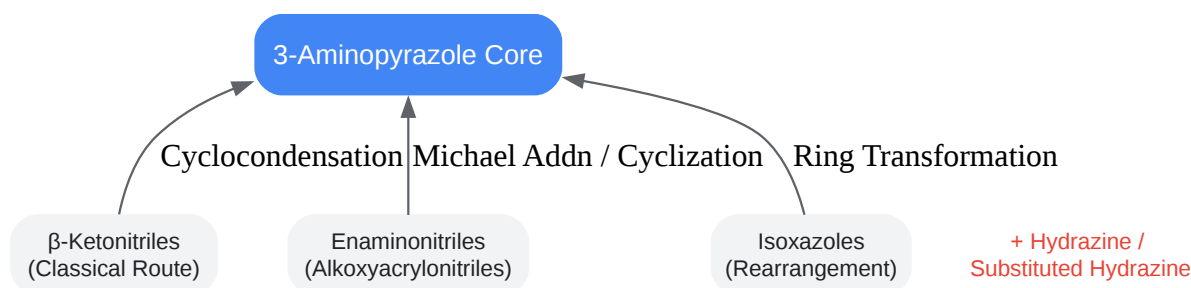 3-Aminopyrazole Core
Cyclocondensation
Michael Addn / Cyclization
Ring Transformation
β-Ketonitriles
(Classical Route)
Enaminonitriles
(Alkoxyacrylonitriles)
Isoxazoles
(Rearrangement)
+ Hydrazine /
Substituted Hydrazine